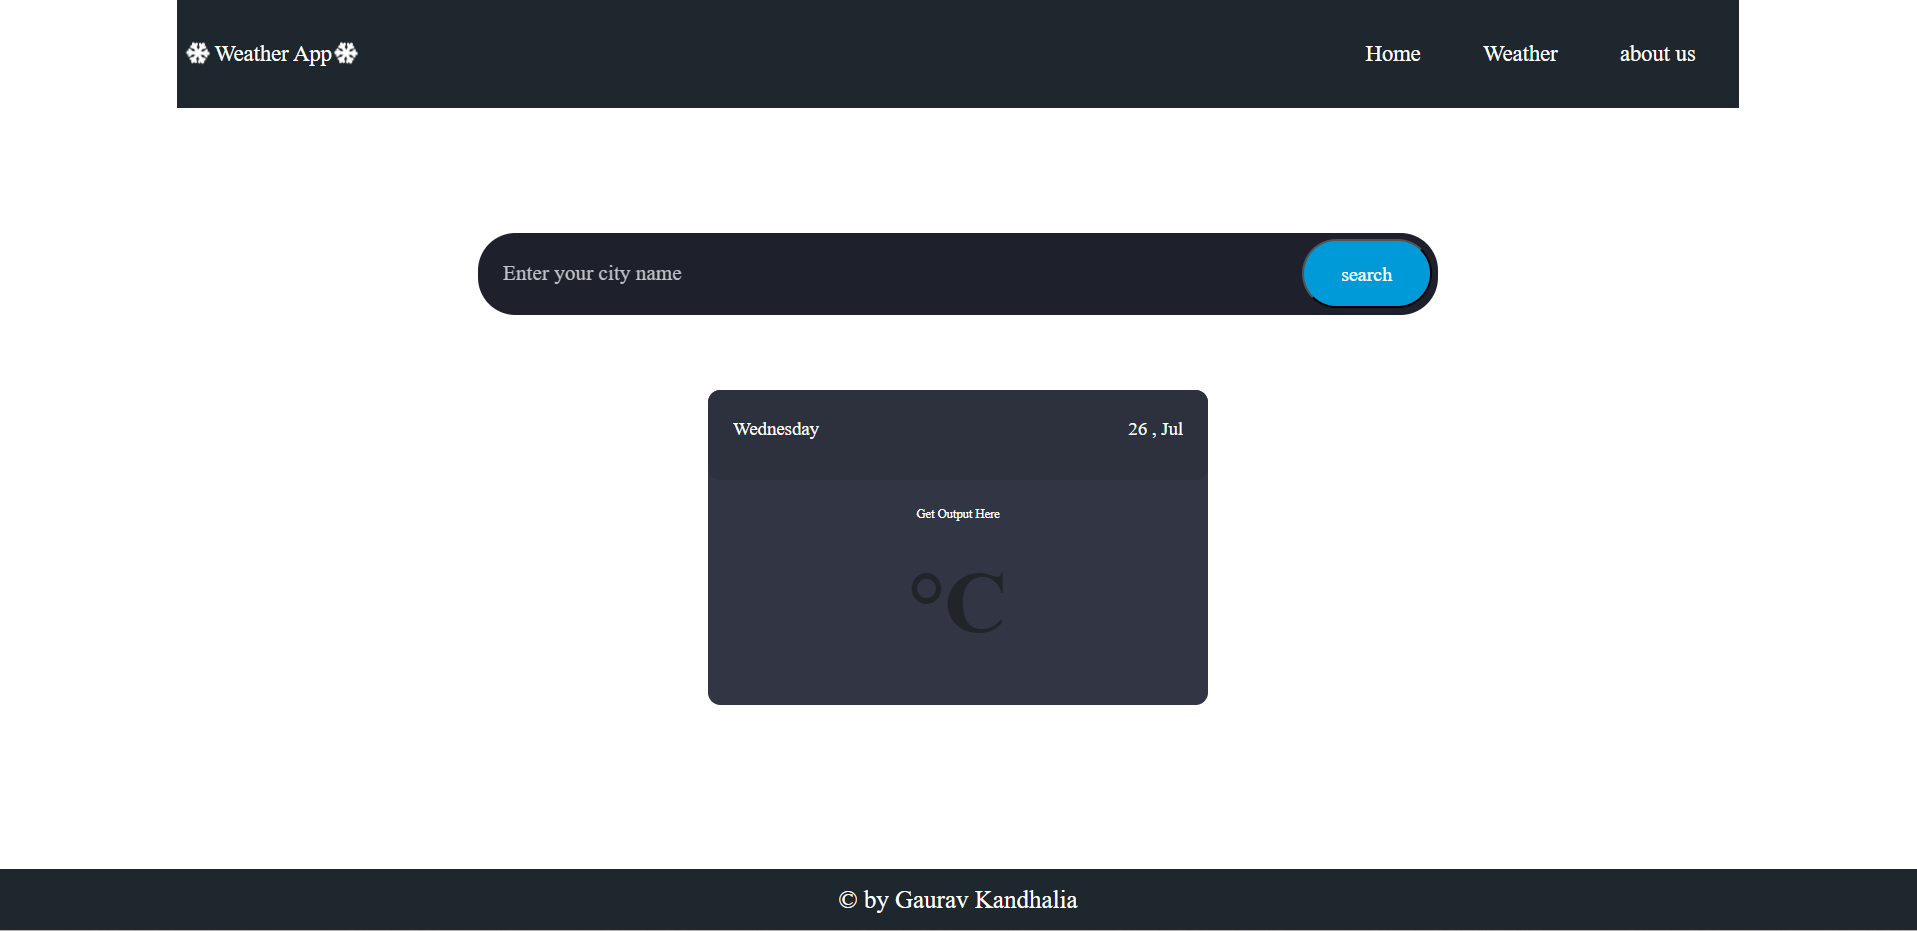 ❄ Weather App ❄ Home Weather about us
Enter your city name search
Wednesday 26 , Jul
Get Output Here
°C
© by Gaurav Kandhalia